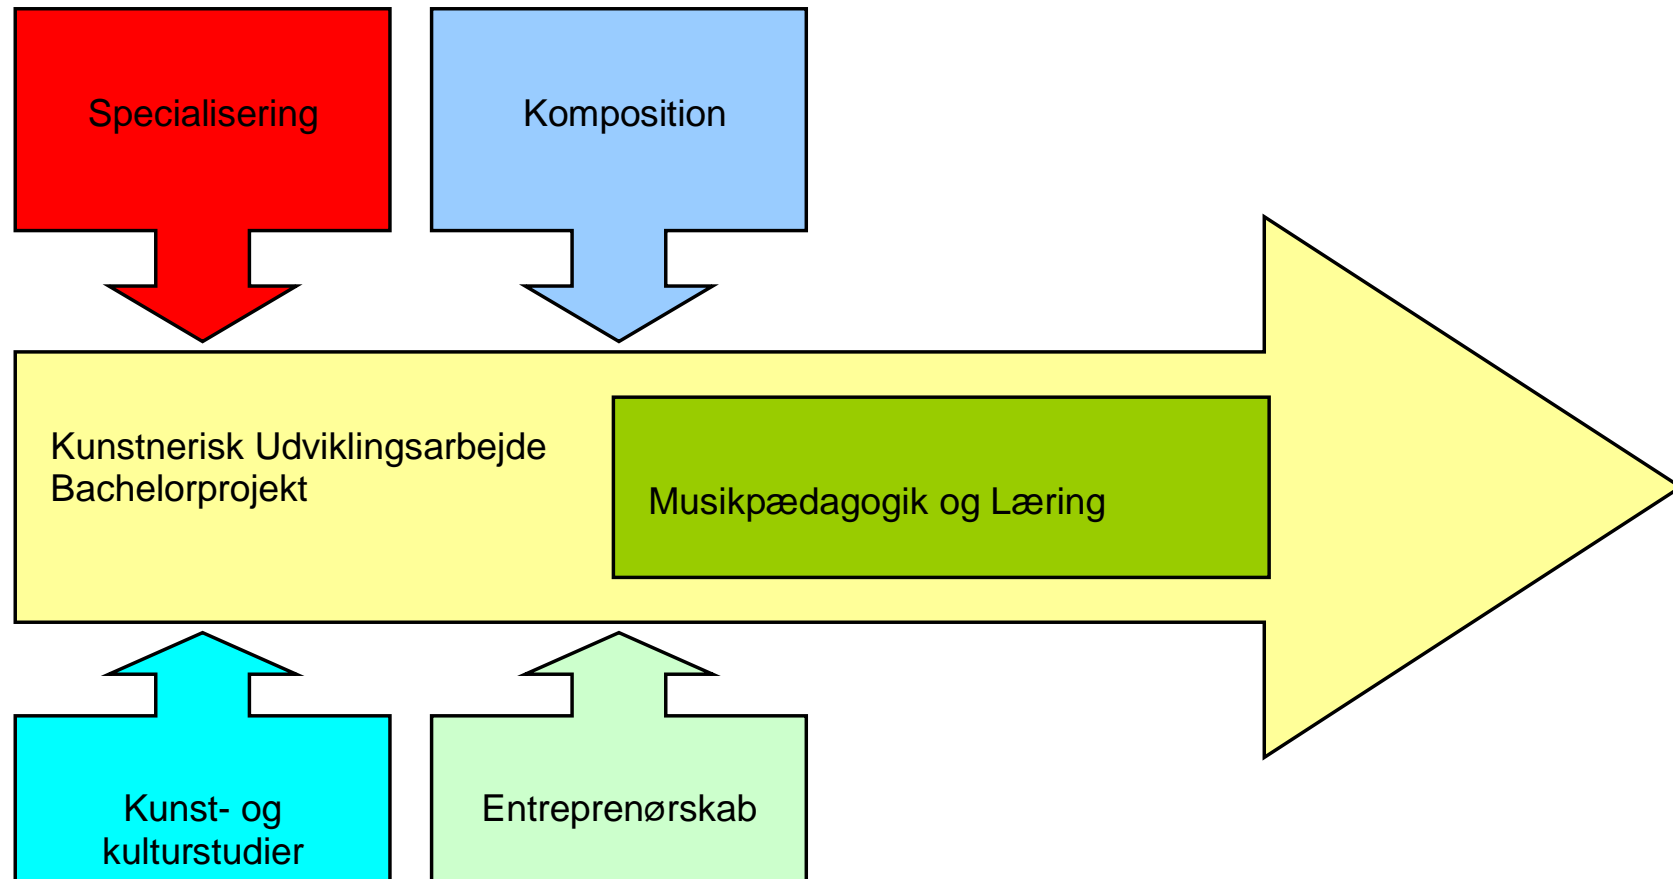 Specialisering
Komposition
Kunstnerisk Udviklingsarbejde
Bachelorprojekt
Musikpædagogik og Læring
Kunst- og
kulturstudier
Entreprenørskab